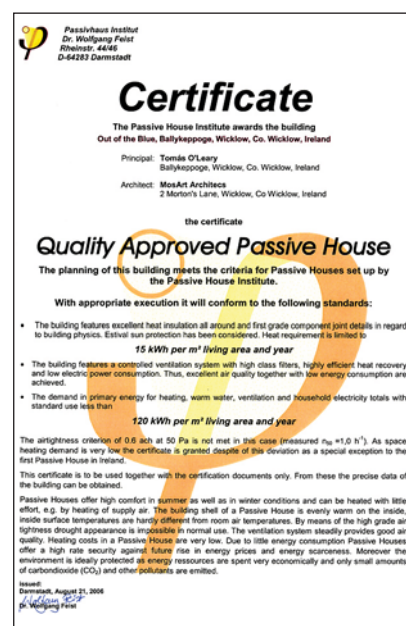 Passivhaus Institut
Dr. Wolfgang Feist
Rheinstr. 44/46
D-64283 Darmstadt
Certificate
The Passive House Institute awards the building
Out of the Blue, Ballykeppoge, Wicklow, Co. Wicklow, Ireland
Principal: Tomás O'Leary
Ballykeppoge, Wicklow, Co. Wicklow, Ireland
Architect: MosArt Architecs
2 Morton's Lane, Wicklow, Co Wicklow, Ireland
the certificate
Quality Approved Passive House
The planning of this building meets the criteria for Passive Houses set up by
the Passive House Institute.
With appropriate execution it will conform to the following standards:
• The building features excellent heat insulation all around and first grade component joint details in regard
to building physics. Estival sun protection has been considered. Heat requirement is limited to
15 kWh per m² living area and year
• The building features a controlled ventilation system with high class filters, highly efficient heat recovery
and low electric power consumption. Thus, excellent air quality together with low energy consumption are
achieved.
• The demand in primary energy for heating, warm water, ventilation and household electricity totals with
standard use less than
120 kWh per m² living area and year
The airtightness criterion of 0.6 ach at 50 Pa is not met in this case (measured n₅₀ =1,0 h⁻¹). As space
heating demand is very low the certificate is granted despite of this deviation as a special exception to the
first Passive House in Ireland.
This certificate is to be used together with the certification documents only. From these the precise data of
the building can be obtained.
Passive Houses offer high comfort in summer as well as in winter conditions and can be heated with little
effort, e.g. by heating of supply air. The building shell of a Passive House is evenly warm on the inside,
inside surface temperatures are hardly different from room air temperatures. By means of the high grade air
tightness drought appearance is impossible in normal use. The ventilation system steadily provides good air
quality. Heating costs in a Passive House are very low. Due to little energy consumption Passive Houses
offer a high rate security against future rise in energy prices and energy scarceness. Moreover the
environment is ideally protected as energy ressources are spent very economically and only small amounts
of carbondioxide (CO₂) and other pollutants are emitted.
Issued:
Darmstadt, August 21, 2006
Wolfgang Feist
Dr. Wolfgang Feist